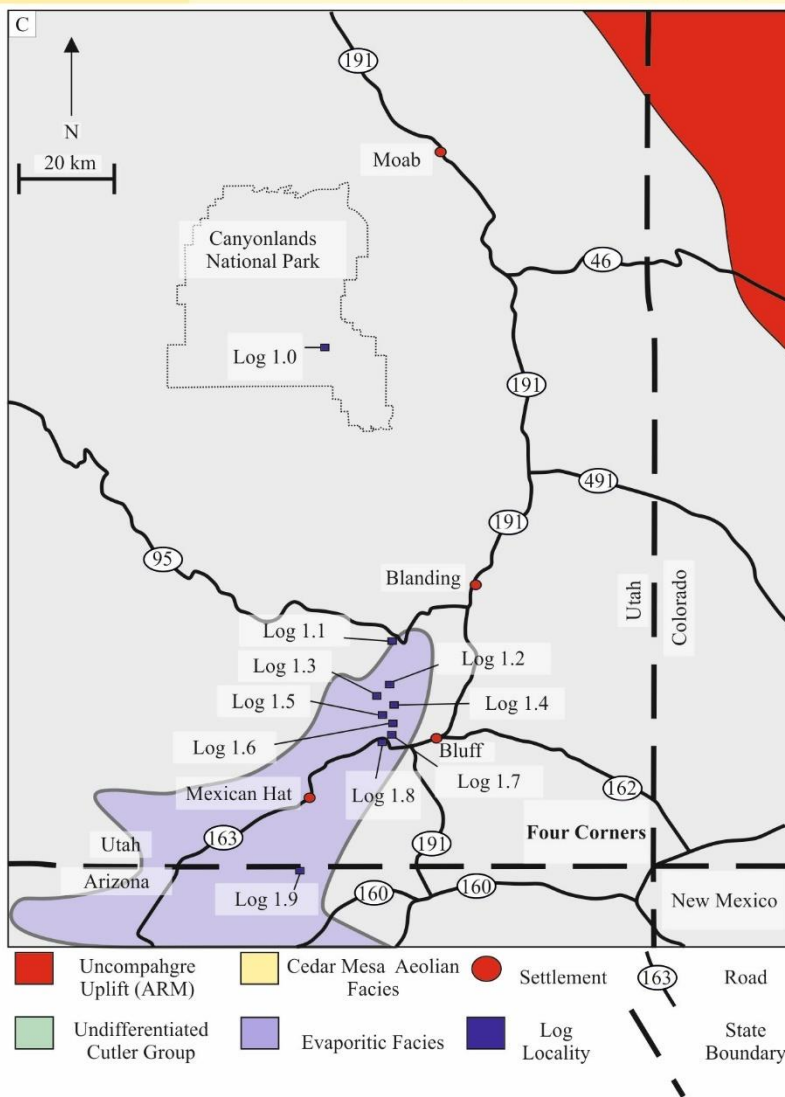 C
191
N
20 km
Moab
Canyonlands
National Park
46
Log 1.0
191
491
191
95
Blanding
Utah
Colorado
Log 1.1
Log 1.2
Log 1.3
Log 1.4
Log 1.5
Log 1.6
Bluff
Log 1.7
Log 1.8
Mexican Hat
162
163
Four Corners
Utah
191
Arizona
Log 1.9
160
160
New Mexico
Uncompahgre
Uplift (ARM)
Cedar Mesa Aeolian
Facies
Settlement
163
Road
Undifferentiated
Cutler Group
Evaporitic Facies
Log
Locality
State
Boundary